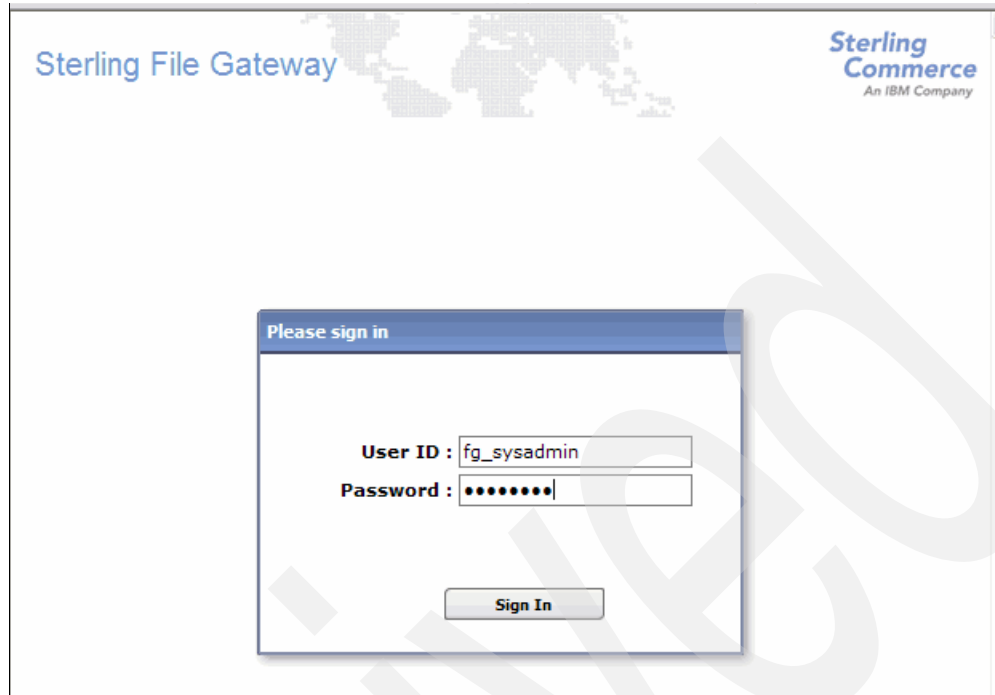 Sterling File Gateway
Sterling
Commerce
An IBM Company
Please sign in
User ID : fg_sysadmin
Password : ••••••••
Sign In